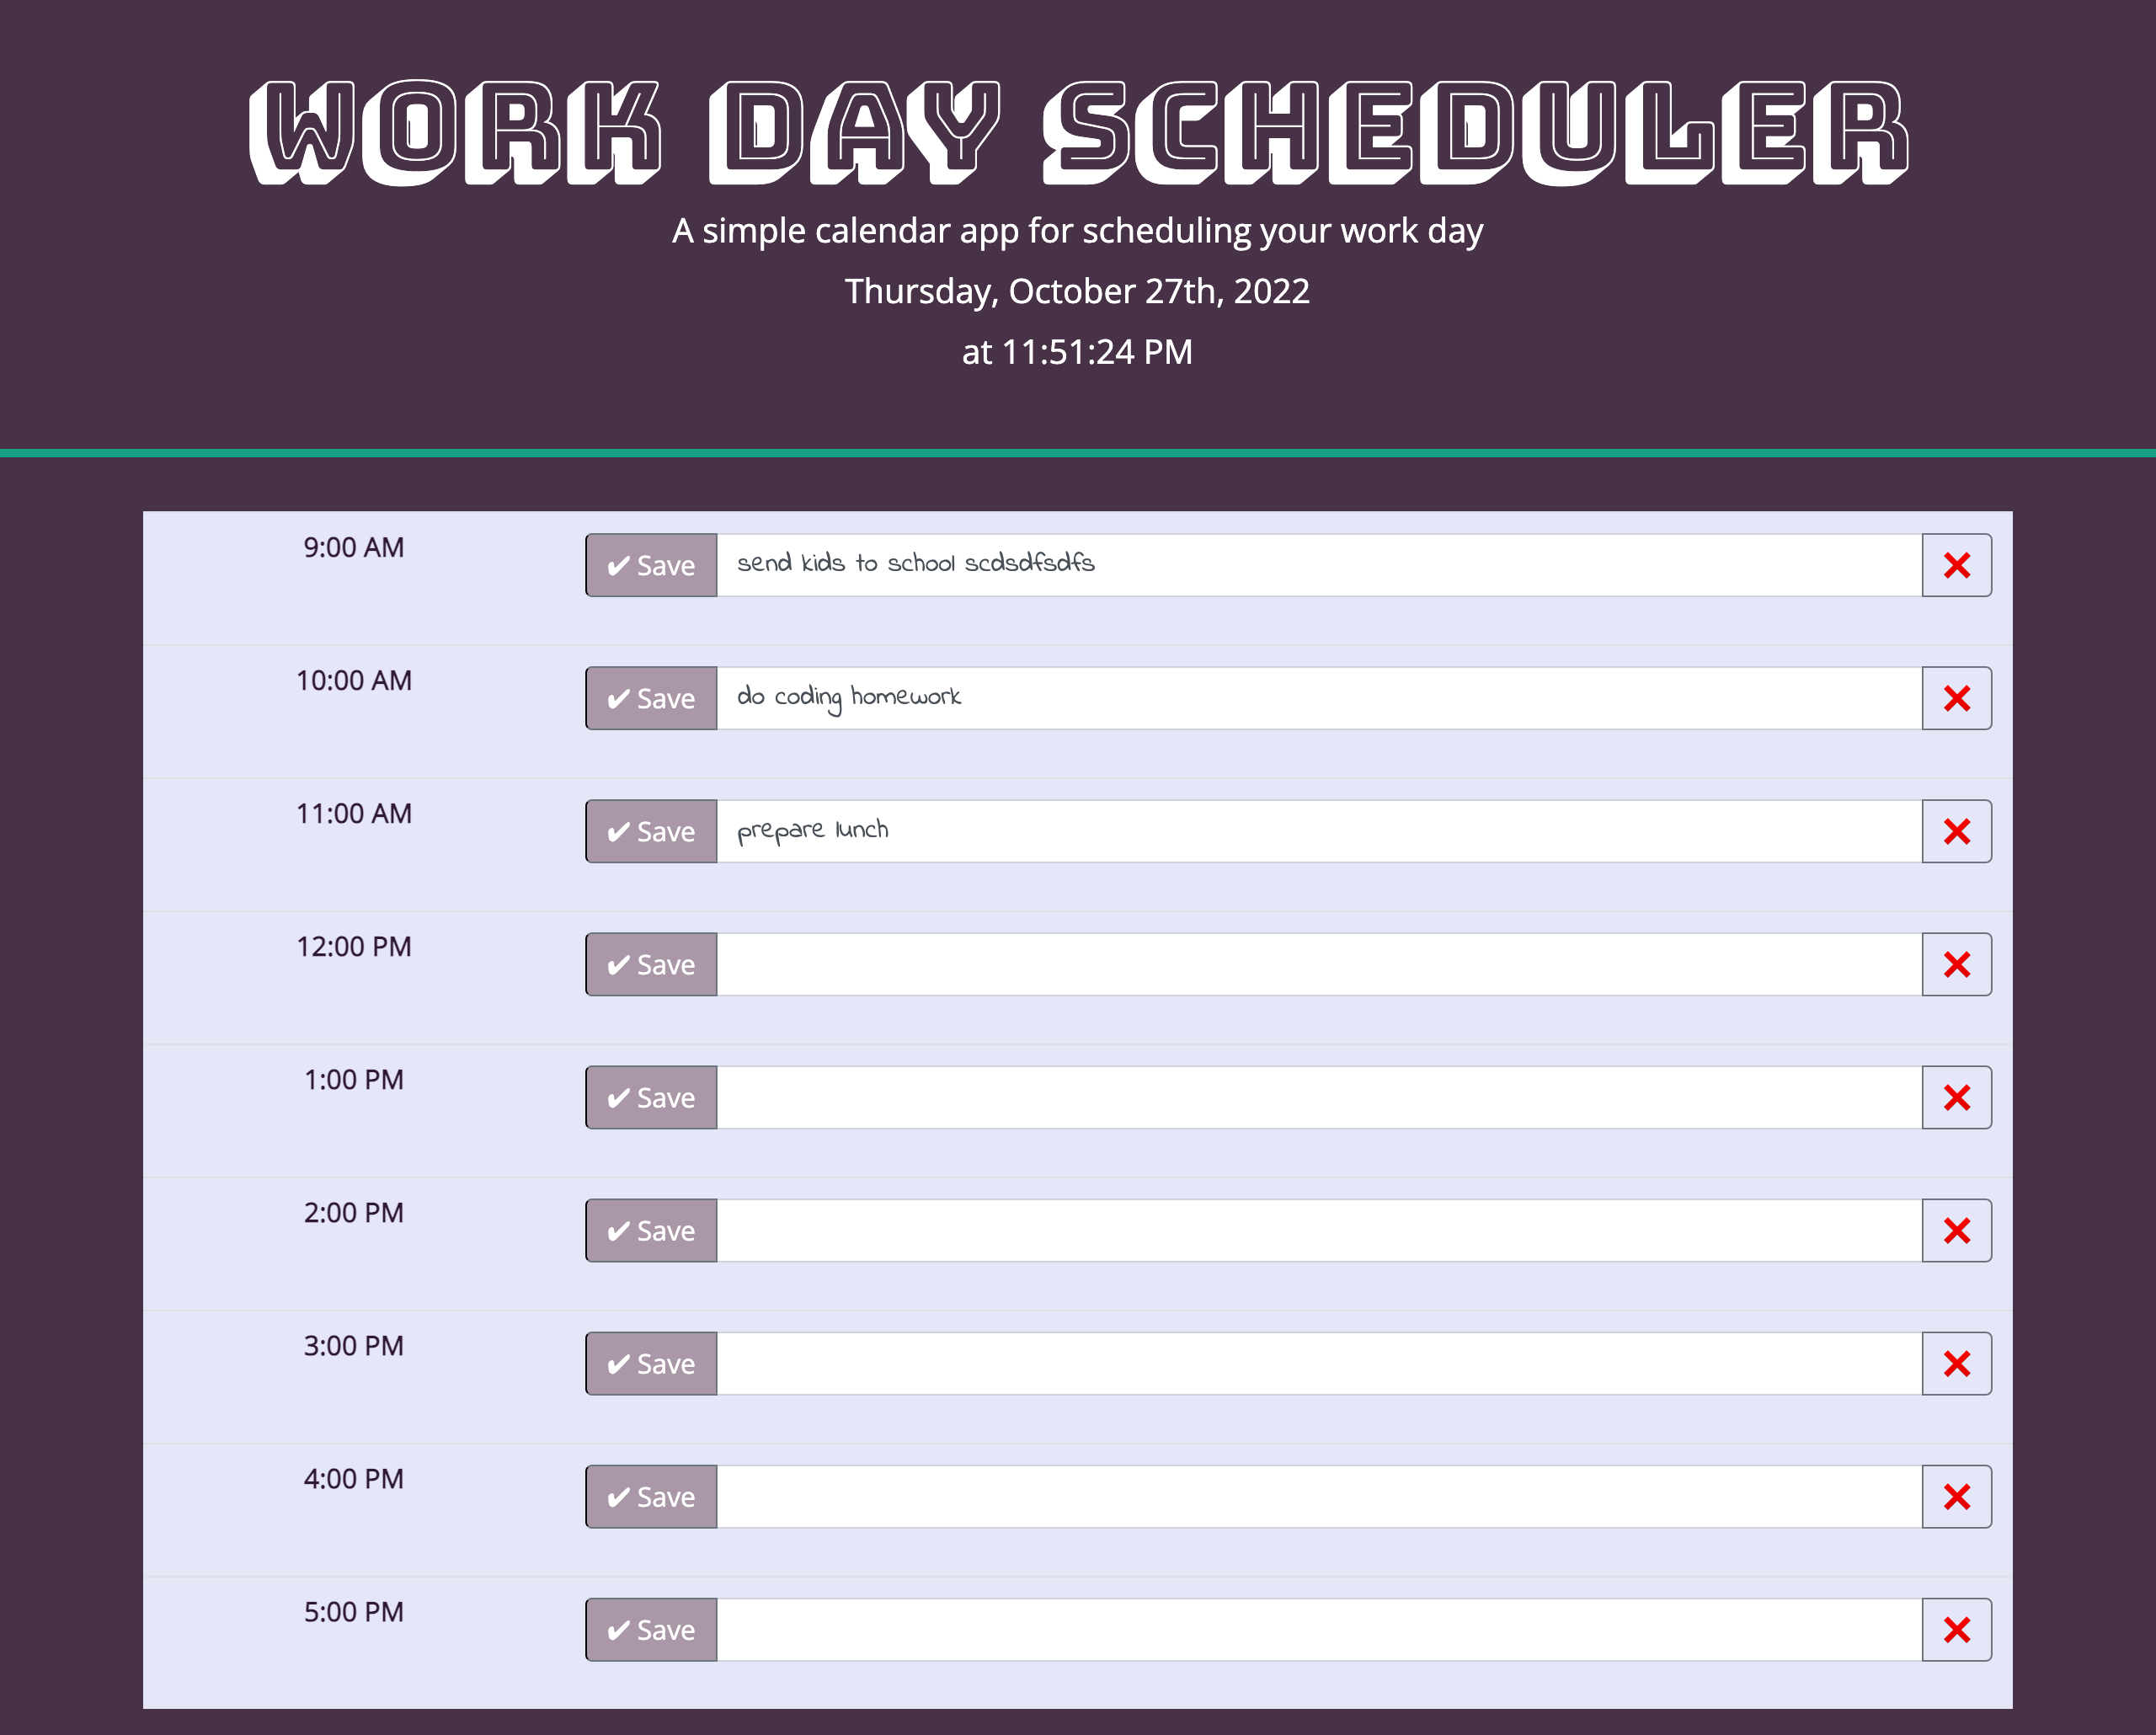 WORK DAY SCHEDULER
A simple calendar app for scheduling your work day
Thursday, October 27th, 2022
at 11:51:24 PM
9:00 AM ✔ Save send kids to school scdsdfsdfs ❌
10:00 AM ✔ Save do coding homework ❌
11:00 AM ✔ Save prepare lunch ❌
12:00 PM ✔ Save ❌
1:00 PM ✔ Save ❌
2:00 PM ✔ Save ❌
3:00 PM ✔ Save ❌
4:00 PM ✔ Save ❌
5:00 PM ✔ Save ❌